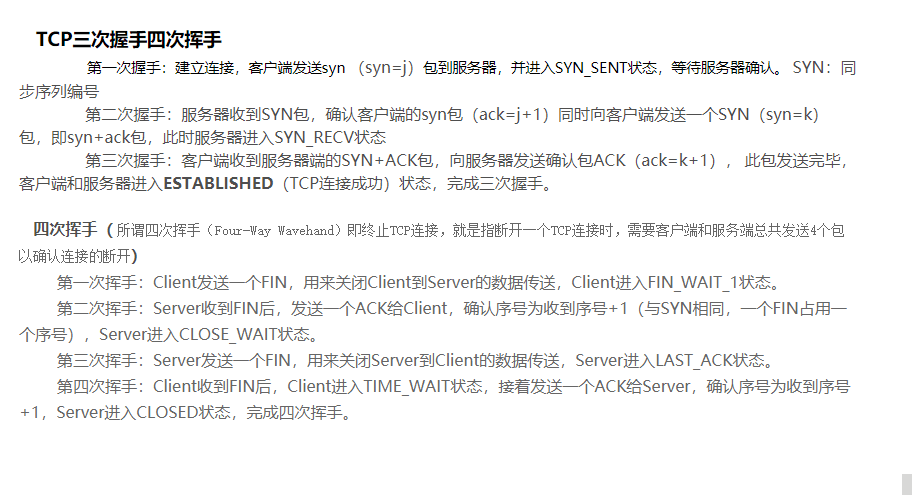 TCP三次握手四次挥手
第一次握手：建立连接，客户端发送syn （syn=j）包到服务器，并进入SYN_SENT状态，等待服务器确认。 SYN：同
步序列编号
第二次握手：服务器收到SYN包，确认客户端的syn包（ack=j+1）同时向客户端发送一个SYN（syn=k）
包，即syn+ack包，此时服务器进入SYN_RECV状态
第三次握手：客户端收到服务器端的SYN+ACK包，向服务器发送确认包ACK（ack=k+1）， 此包发送完毕，
客户端和服务器进入ESTABLISHED（TCP连接成功）状态，完成三次握手。
四次挥手（ 所谓四次挥手（Four-Way Wavehand）即终止TCP连接，就是指断开一个TCP连接时，需要客户端和服务端总共发送4个包
以确认连接的断开）
第一次挥手：Client发送一个FIN，用来关闭Client到Server的数据传送，Client进入FIN_WAIT_1状态。
第二次挥手：Server收到FIN后，发送一个ACK给Client，确认序号为收到序号+1（与SYN相同，一个FIN占用一
个序号），Server进入CLOSE_WAIT状态。
第三次挥手：Server发送一个FIN，用来关闭Server到Client的数据传送，Server进入LAST_ACK状态。
第四次挥手：Client收到FIN后，Client进入TIME_WAIT状态，接着发送一个ACK给Server，确认序号为收到序号
+1，Server进入CLOSED状态，完成四次挥手。